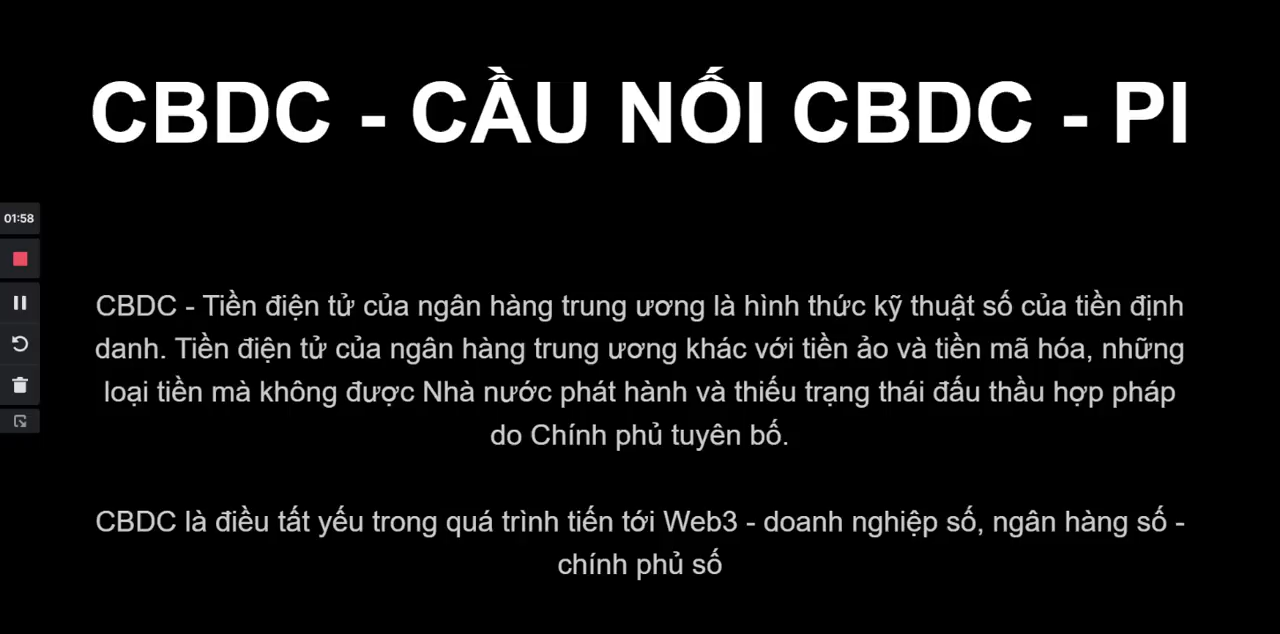 CBDC - CẦU NỐI CBDC - PI
01:58
CBDC - Tiền điện tử của ngân hàng trung ương là hình thức kỹ thuật số của tiền định
danh. Tiền điện tử của ngân hàng trung ương khác với tiền ảo và tiền mã hóa, những
loại tiền mà không được Nhà nước phát hành và thiếu trạng thái đấu thầu hợp pháp
do Chính phủ tuyên bố.
CBDC là điều tất yếu trong quá trình tiến tới Web3 - doanh nghiệp số, ngân hàng số -
chính phủ số